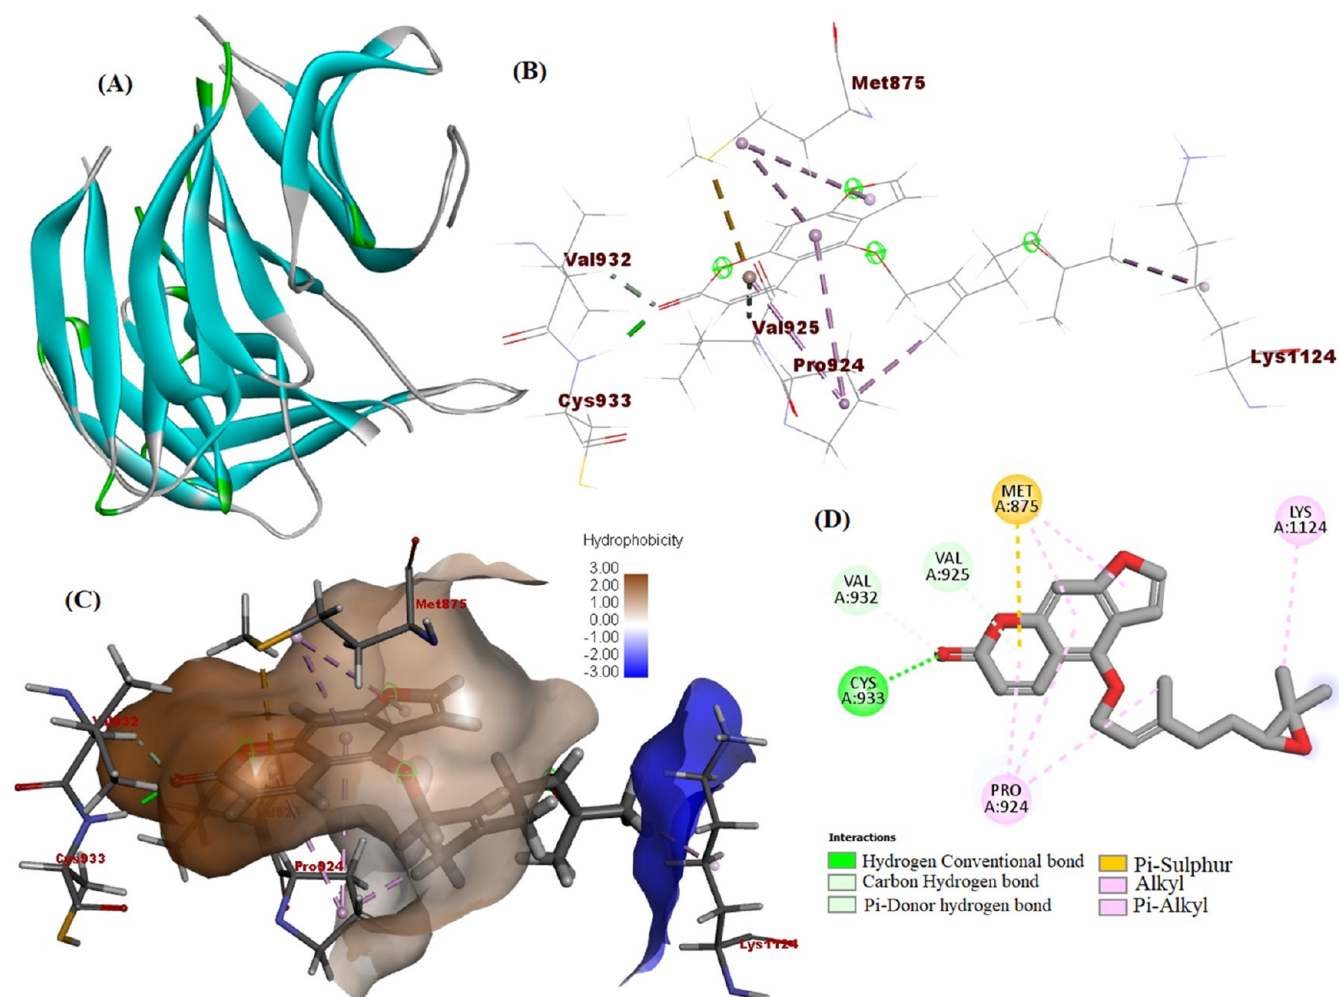 (A)
(B)
Met875
Val932
Val925
Pro924
Lys1124
Cys933
(C)
Hydrophobicity
3.00
2.00
1.00
0.00
-1.00
-2.00
-3.00
Met875
Cys933
Pro924
Lys1124
(D)
MET
A:875
LYS
A:1124
VAL
A:925
VAL
A:932
CYS
A:933
PRO
A:924
Interactions
Hydrogen Conventional bond
Carbon Hydrogen bond
Pi-Donor hydrogen bond
Pi-Sulphur
Alkyl
Pi-Alkyl